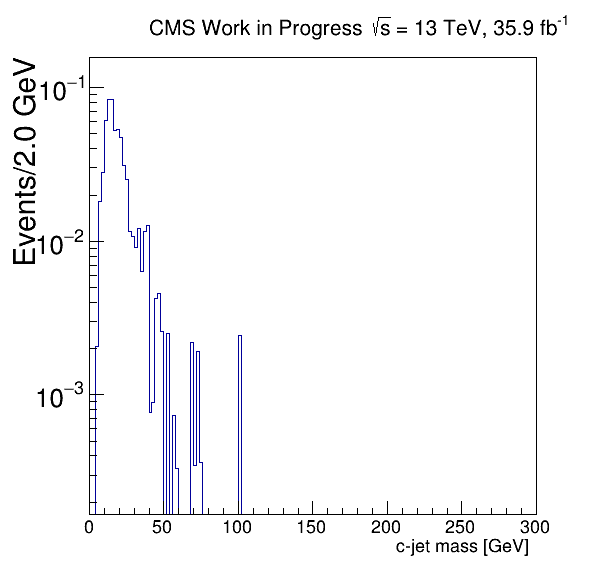 CMS Work in Progress √s = 13 TeV, 35.9 fb⁻¹
Events/2.0 GeV
10⁻¹
10⁻²
10⁻³
0 50 100 150 200 250 300
c-jet mass [GeV]